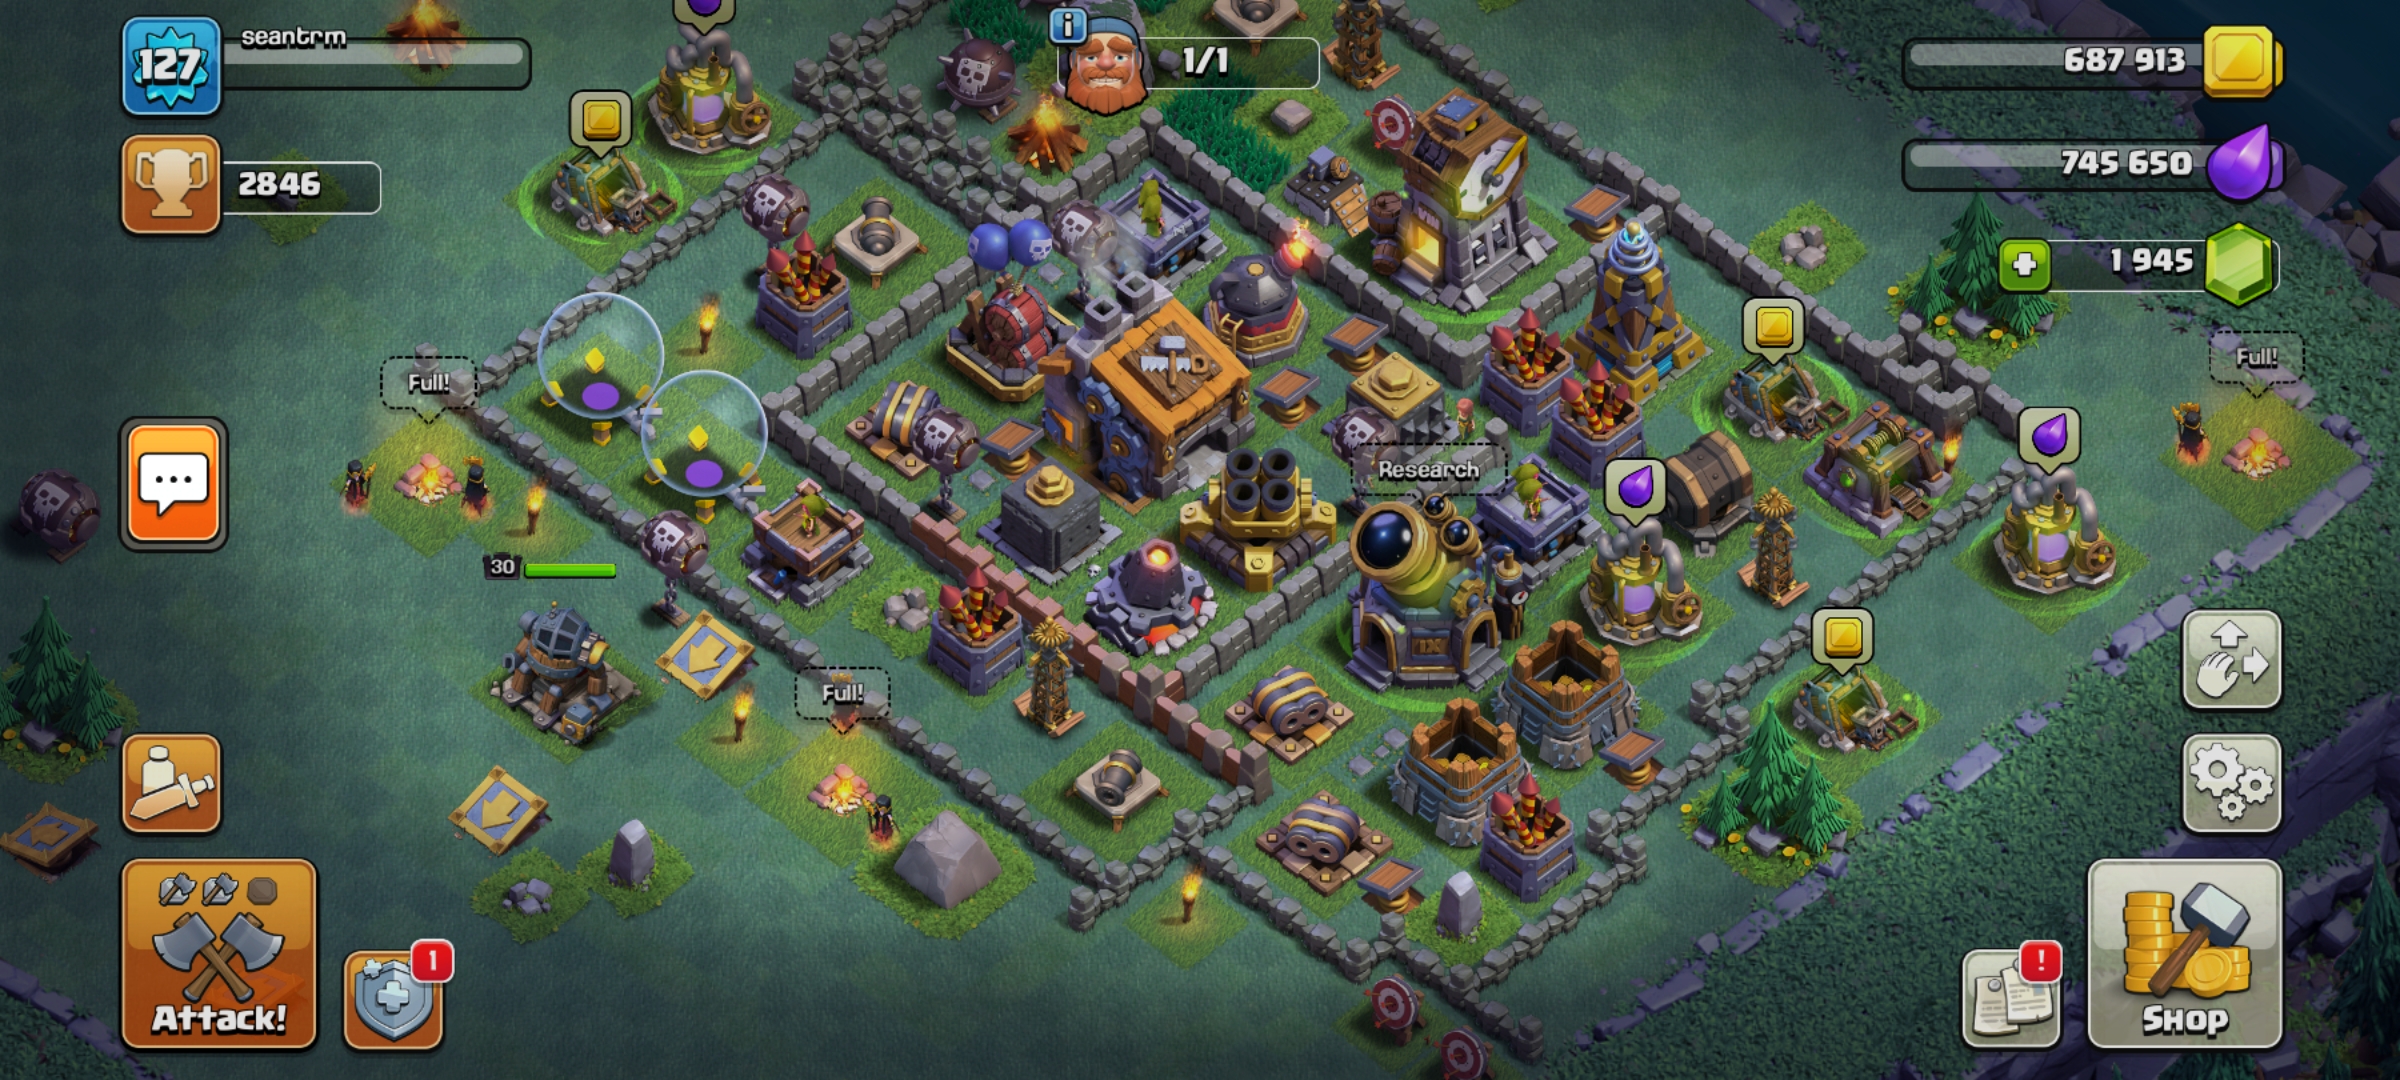 127
seantrm
1/1
687 913
2846
745 650
1 945
Full!
Full!
Research
30
Full!
1
Attack!
!
Shop